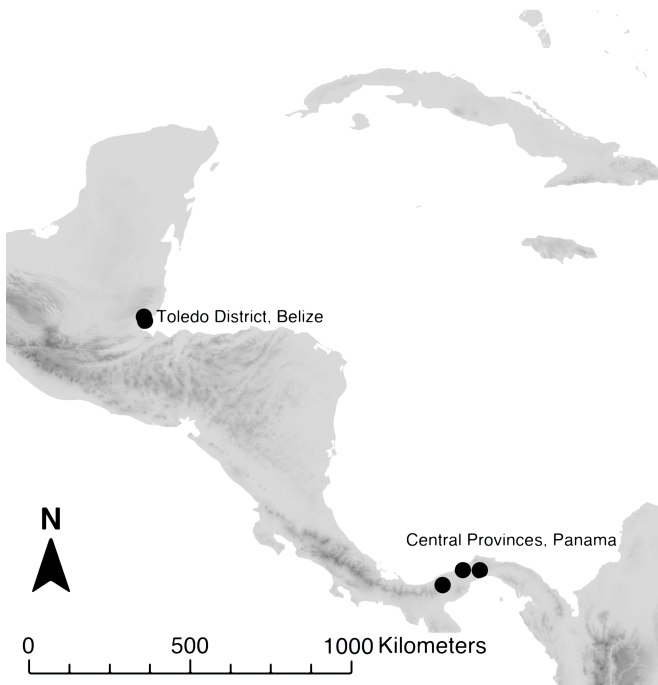 Toledo District, Belize
N
Central Provinces, Panama
0 500 1000 Kilometers